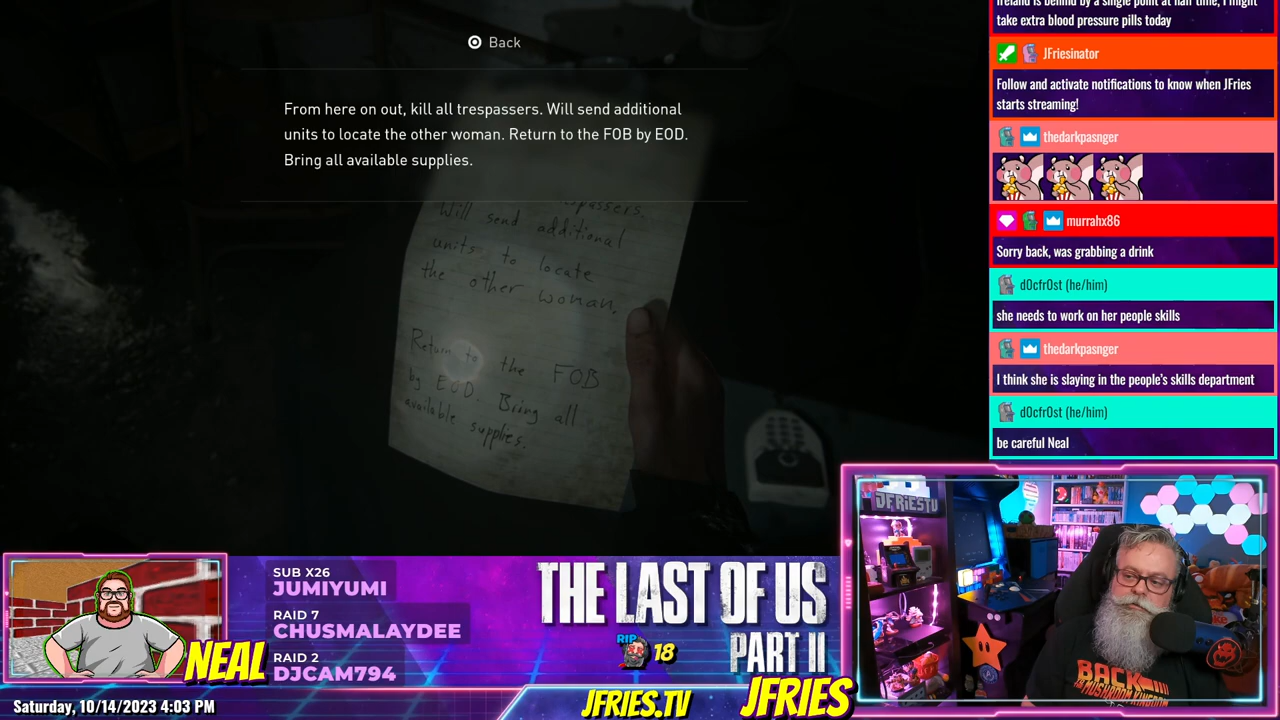 Back
From here on out, kill all trespassers. Will send additional
units to locate the other woman. Return to the FOB by EOD.
Bring all available supplies.
trespassers.
Will send additional
units to locate
the other woman.
Return to the FOB
by EOD. Bring all
available supplies.
Ireland is behind by a single point at half time, I might
take extra blood pressure pills today
JFriesinator
Follow and activate notifications to know when JFries
starts streaming!
thedarkpasnger
murrahx86
Sorry back, was grabbing a drink
d0cfr0st (he/him)
she needs to work on her people skills
thedarkpasnger
I think she is slaying in the people's skills department
d0cfr0st (he/him)
be careful Neal
JFRIESTV
BACK
MUSHROOM KINGDOM
NEAL
SUB X26
JUMIYUMI
RAID 7
CHUSMALAYDEE
RAID 2
DJCAM794
THE LAST OF US
PART II
RIP
18
JFRIES.TV
JFRIES
Saturday, 10/14/2023 4:03 PM